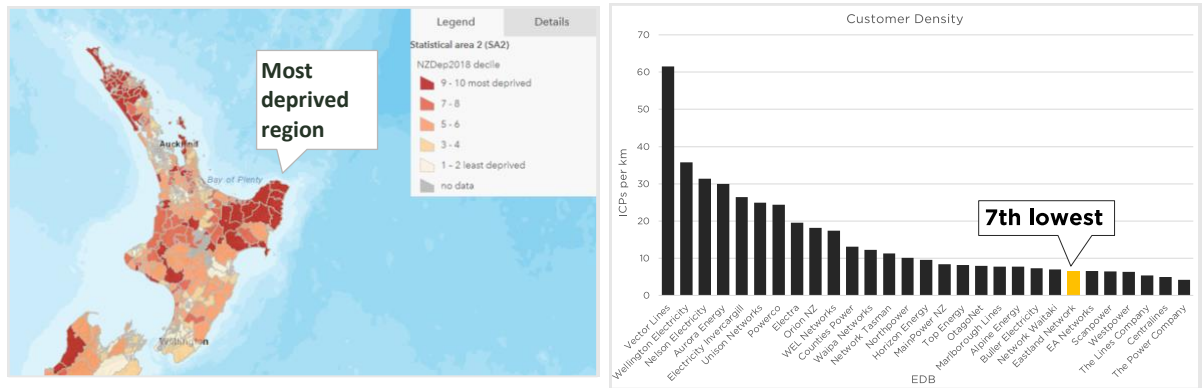 Legend
Details
Statistical area 2 (SA2)
NZDep2018 decile
9 - 10 most deprived
7 - 8
5 - 6
3 - 4
1 - 2 least deprived
no data
Most
deprived
region
Bay of Plenty
Customer Density
70
60
50
40
30
20
10
0
ICPs per km
7th lowest
Vector Lines
Wellington Electricity
Nelson Electricity
Aurora Energy
Electricity Invercargill
Unison Networks
Powerco
Electra
Orion NZ
WEL Networks
Counties Power
Waipa Networks
Network Tasman
Northpower
Horizon Energy
MainPower NZ
Top Energy
OtagoNet
Marlborough Lines
Alpine Energy
Buller Electricity
Network Waitaki
Eastland Network
EA Networks
Scanpower
Westpower
The Lines Company
Centralines
The Power Company
EDB